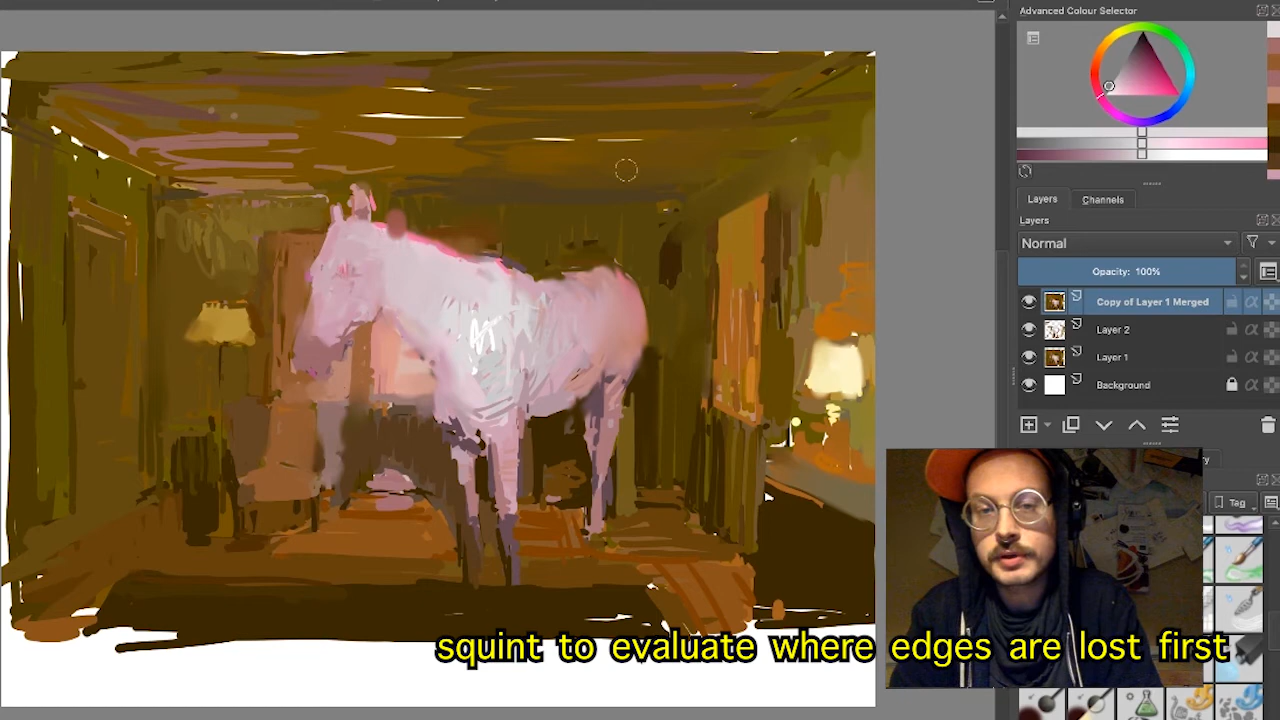 Advanced Colour Selector
Layers Channels
Layers
Normal
Opacity: 100%
Copy of Layer 1 Merged
Layer 2
Layer 1
Background
Tag
squint to evaluate where edges are lost first